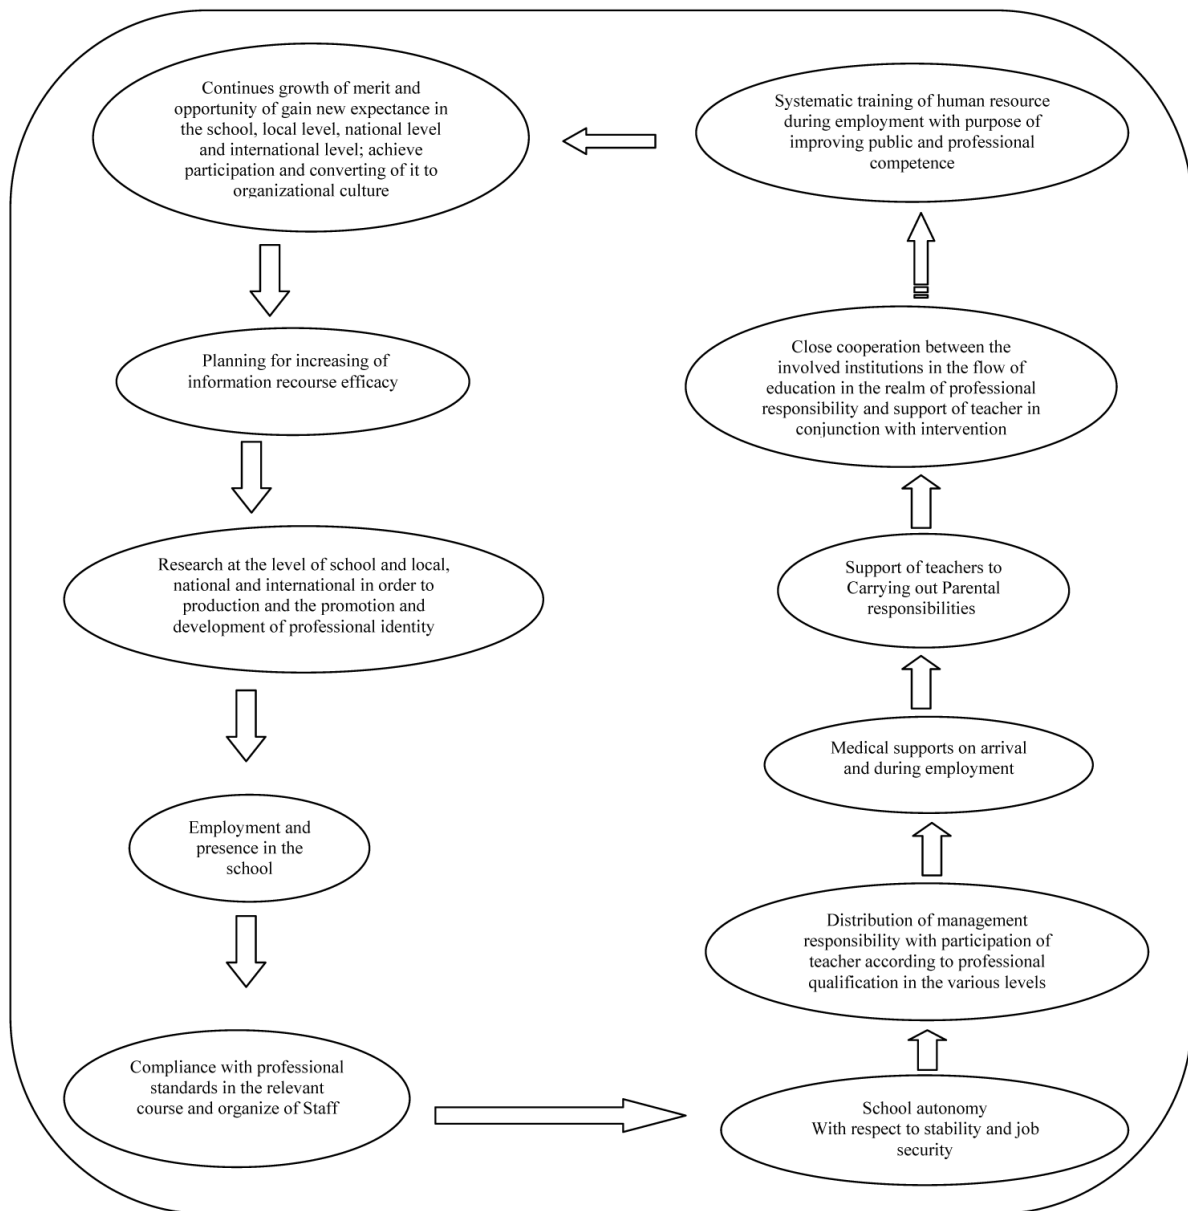 Continues growth of merit and
opportunity of gain new expectance in
the school, local level, national level
and international level; achieve
participation and converting of it to
organizational culture
Planning for increasing of
information recourse efficacy
Research at the level of school and local,
national and international in order to
production and the promotion and
development of professional identity
Employment and
presence in the
school
Compliance with professional
standards in the relevant
course and organize of Staff
School autonomy
With respect to stability and job
security
Distribution of management
responsibility with participation of
teacher according to professional
qualification in the various levels
Medical supports on arrival
and during employment
Support of teachers to
Carrying out Parental
responsibilities
Close cooperation between the
involved institutions in the flow of
education in the realm of professional
responsibility and support of teacher in
conjunction with intervention
Systematic training of human resource
during employment with purpose of
improving public and professional
competence